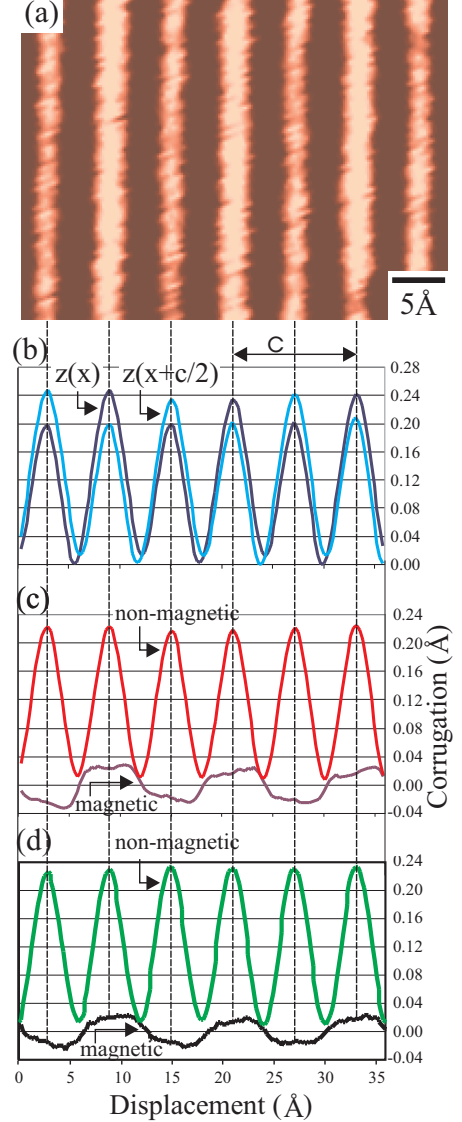 (a)
5Å
(b)
c
z(x)
z(x+c/2)
0.28
0.24
0.20
0.16
0.12
0.08
0.04
0.00
(c)
non-magnetic
0.24
0.20
0.16
0.12
0.08
0.04
0.00
-0.04
magnetic
Corrugation (Å)
(d)
non-magnetic
0.24
0.20
0.16
0.12
0.08
0.04
0.00
-0.04
magnetic
0 5 10 15 20 25 30 35
Displacement (Å)